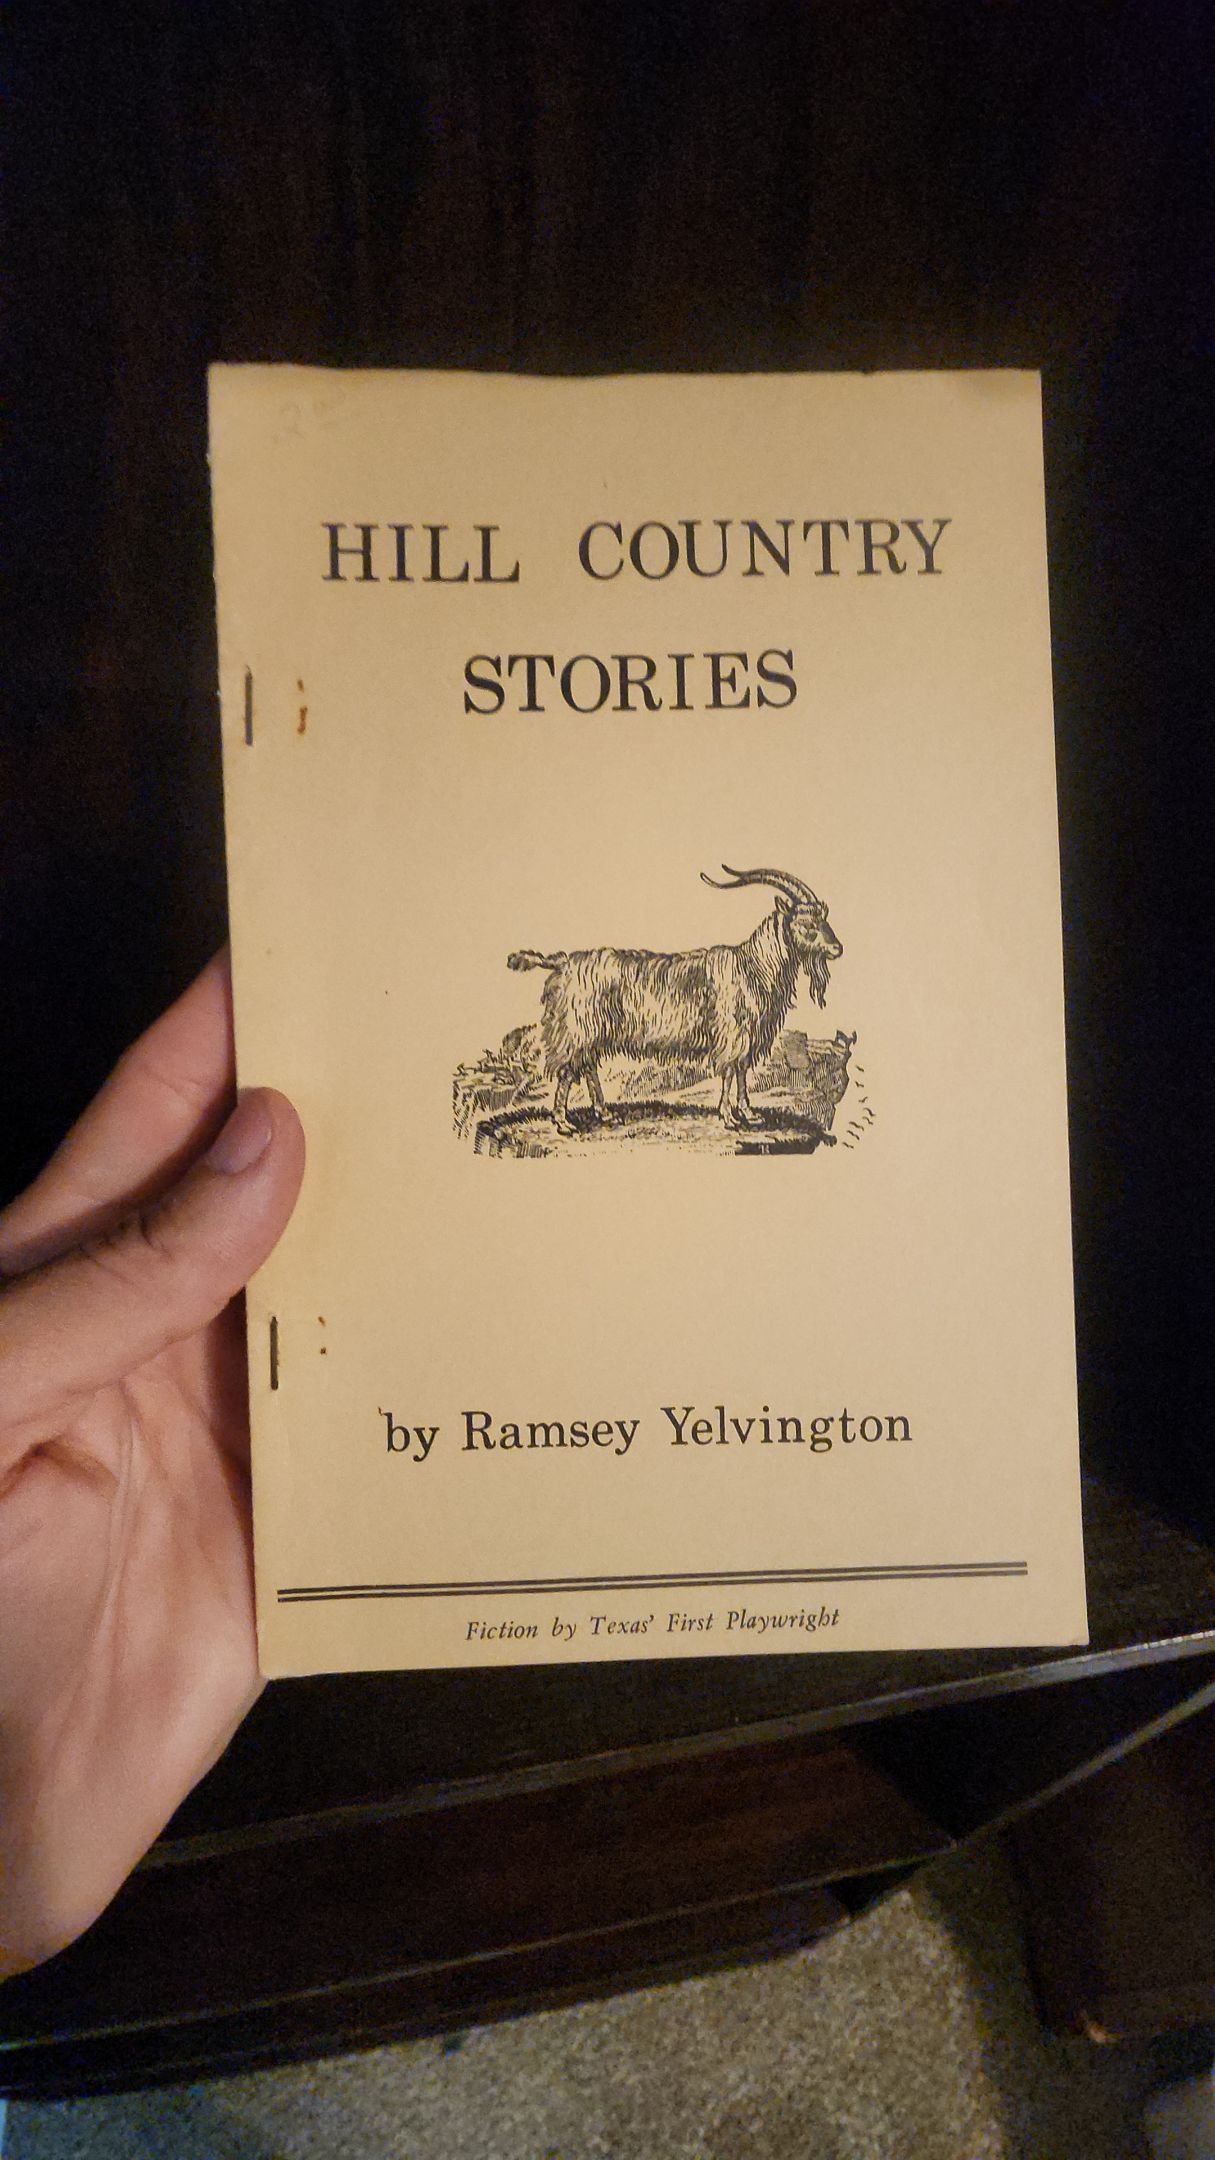 HILL COUNTRY
STORIES
by Ramsey Yelvington
Fiction by Texas' First Playwright